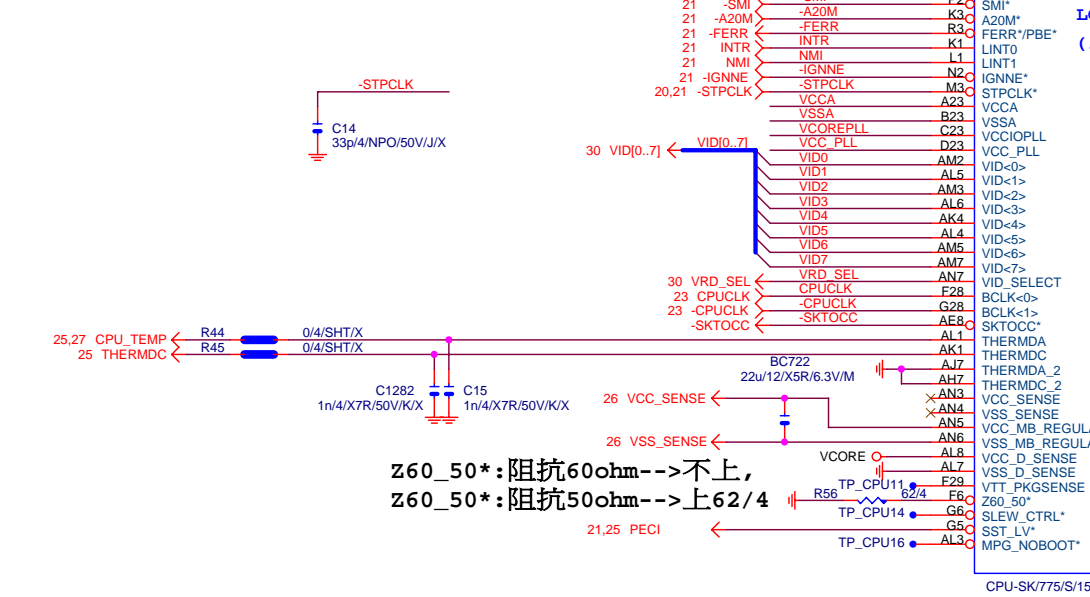 21 -SMI SMI*
21 -A20M -A20M K3 A20M*
21 -FERR -FERR R3 FERR*/PBE*
21 INTR INTR K1 LINT0
21 NMI NMI L1 LINT1
21 -IGNNE -IGNNE N2 IGNNE*
20,21 -STPCLK -STPCLK M3 STPCLK*
VCCA A23 VCCA
VSSA B23 VSSA
VCOREPLL C23 VCCIOPLL
VCC_PLL D23 VCC_PLL
-STPCLK
C14
33p/4/NPO/50V/J/X
30 VID[0..7] VID[0..7]
VID0 AM2 VID<0>
VID1 AL5 VID<1>
VID2 AM3 VID<2>
VID3 AL6 VID<3>
VID4 AK4 VID<4>
VID5 AL4 VID<5>
VID6 AM5 VID<6>
VID7 AM7 VID<7>
30 VRD_SEL VRD_SEL AN7 VID_SELECT
23 CPUCLK CPUCLK F28 BCLK<0>
23 -CPUCLK -CPUCLK G28 BCLK<1>
-SKTOCC -SKTOCC AE8 SKTOCC*
25,27 CPU_TEMP R44 0/4/SHT/X AL1 THERMDA
25 THERMDC R45 0/4/SHT/X AK1 THERMDC
AJ7 THERMDA_2
AH7 THERMDC_2
BC722
22u/12/X5R/6.3V/M
C1282
1n/4/X7R/50V/K/X
C15
1n/4/X7R/50V/K/X
AN3 VCC_SENSE
AN4 VSS_SENSE
26 VCC_SENSE AN5 VCC_MB_REGUL
26 VSS_SENSE AN6 VSS_MB_REGUL
VCORE AL8 VCC_D_SENSE
AL7 VSS_D_SENSE
TP_CPU11 F29 VTT_PKGSENSE
R56 62/4 F6 Z60_50*
TP_CPU14 G6 SLEW_CTRL*
21,25 PECI G5 SST_LV*
TP_CPU16 AL3 MPG_NOBOOT*
Z60_50*:阻抗60ohm-->不上,
Z60_50*:阻抗50ohm-->上62/4
CPU-SK/775/S/15